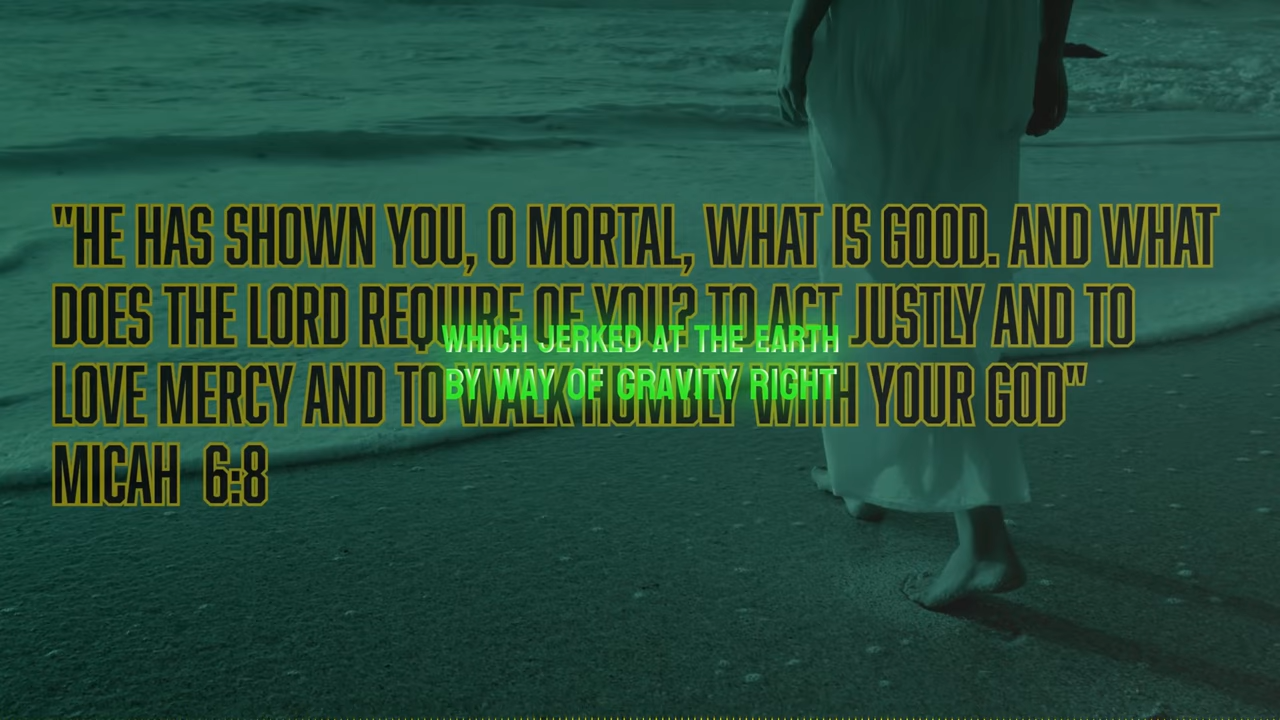 "HE HAS SHOWN YOU, O MORTAL, WHAT IS GOOD. AND WHAT
DOES THE LORD REQUIRE OF YOU? TO ACT JUSTLY AND TO
LOVE MERCY AND TO WALK HUMBLY WITH YOUR GOD"
MICAH 6:8
WHICH JERKED AT THE EARTH
BY WAY OF GRAVITY RIGHT